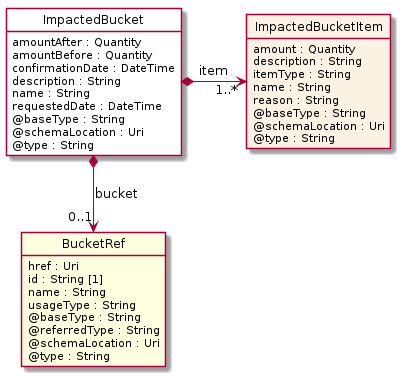 ImpactedBucket
amountAfter : Quantity
amountBefore : Quantity
confirmationDate : DateTime
description : String
name : String
requestedDate : DateTime
@baseType : String
@schemaLocation : Uri
@type : String
item
1..*
ImpactedBucketItem
amount : Quantity
description : String
itemType : String
name : String
reason : String
@baseType : String
@schemaLocation : Uri
@type : String
bucket
0..1
BucketRef
href : Uri
id : String [1]
name : String
usageType : String
@baseType : String
@referredType : String
@schemaLocation : Uri
@type : String